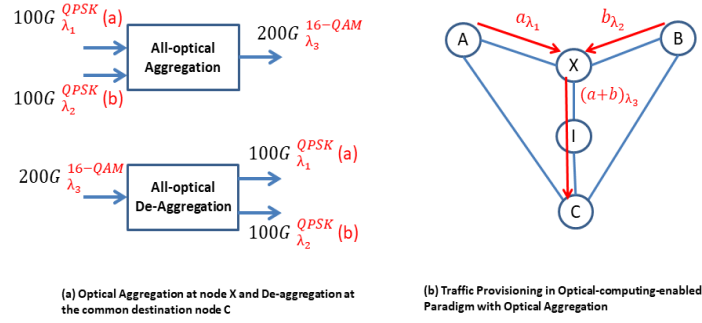 100G QPSK λ1 (a)
100G QPSK λ2 (b)
All-optical
Aggregation
200G 16-QAM λ3
200G 16-QAM λ3
All-optical
De-Aggregation
100G QPSK λ1 (a)
100G QPSK λ2 (b)
(a) Optical Aggregation at node X and De-aggregation at
the common destination node C
A
aλ1
bλ2
B
X
(a+b)λ3
I
C
(b) Traffic Provisioning in Optical-computing-enabled
Paradigm with Optical Aggregation